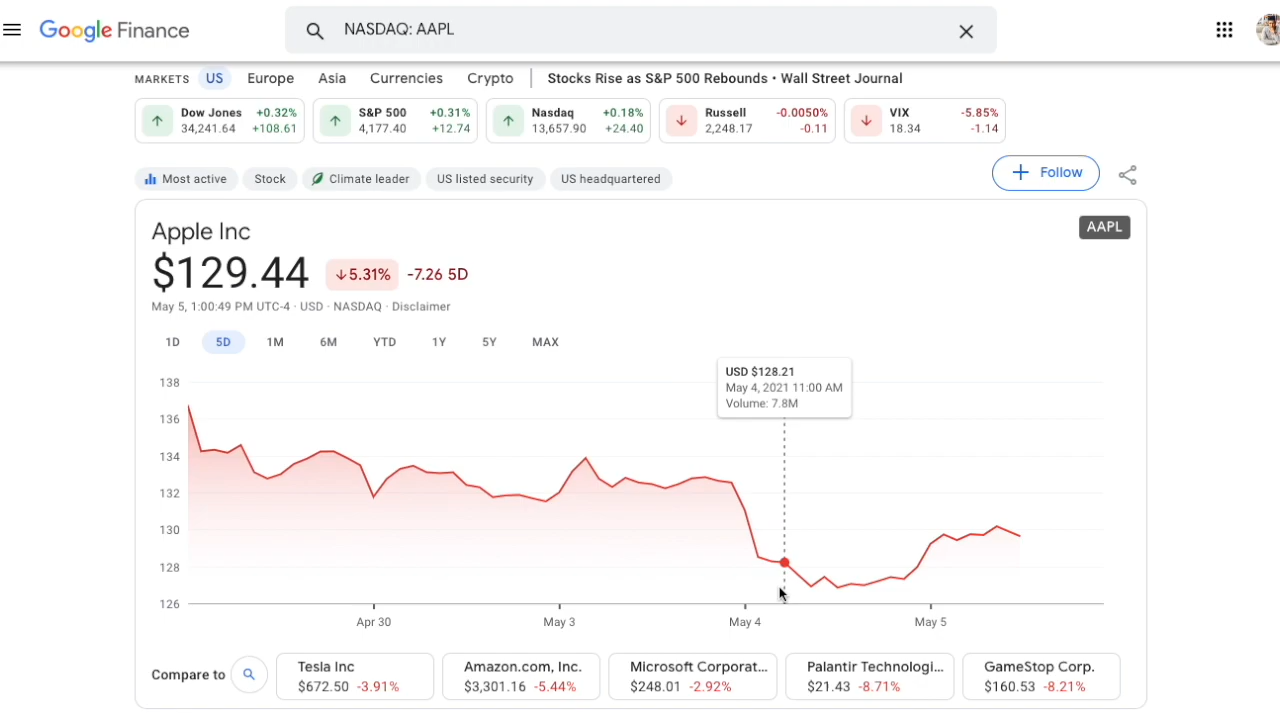 Google Finance
NASDAQ: AAPL
MARKETS US Europe Asia Currencies Crypto Stocks Rise as S&P 500 Rebounds • Wall Street Journal
Dow Jones +0.32%
34,241.64 +108.61
S&P 500 +0.31%
4,177.40 +12.74
Nasdaq +0.18%
13,657.90 +24.40
Russell -0.0050%
2,248.17 -0.11
VIX -5.85%
18.34 -1.14
Most active Stock Climate leader US listed security US headquartered
Follow
Apple Inc
AAPL
$129.44 5.31% -7.26 5D
May 5, 1:00:49 PM UTC-4 · USD · NASDAQ · Disclaimer
1D 5D 1M 6M YTD 1Y 5Y MAX
USD $128.21
May 4, 2021 11:00 AM
Volume: 7.8M
138
136
134
132
130
128
126
Apr 30 May 3 May 4 May 5
Compare to
Tesla Inc
$672.50 -3.91%
Amazon.com, Inc.
$3,301.16 -5.44%
Microsoft Corporat...
$248.01 -2.92%
Palantir Technologi...
$21.43 -8.71%
GameStop Corp.
$160.53 -8.21%